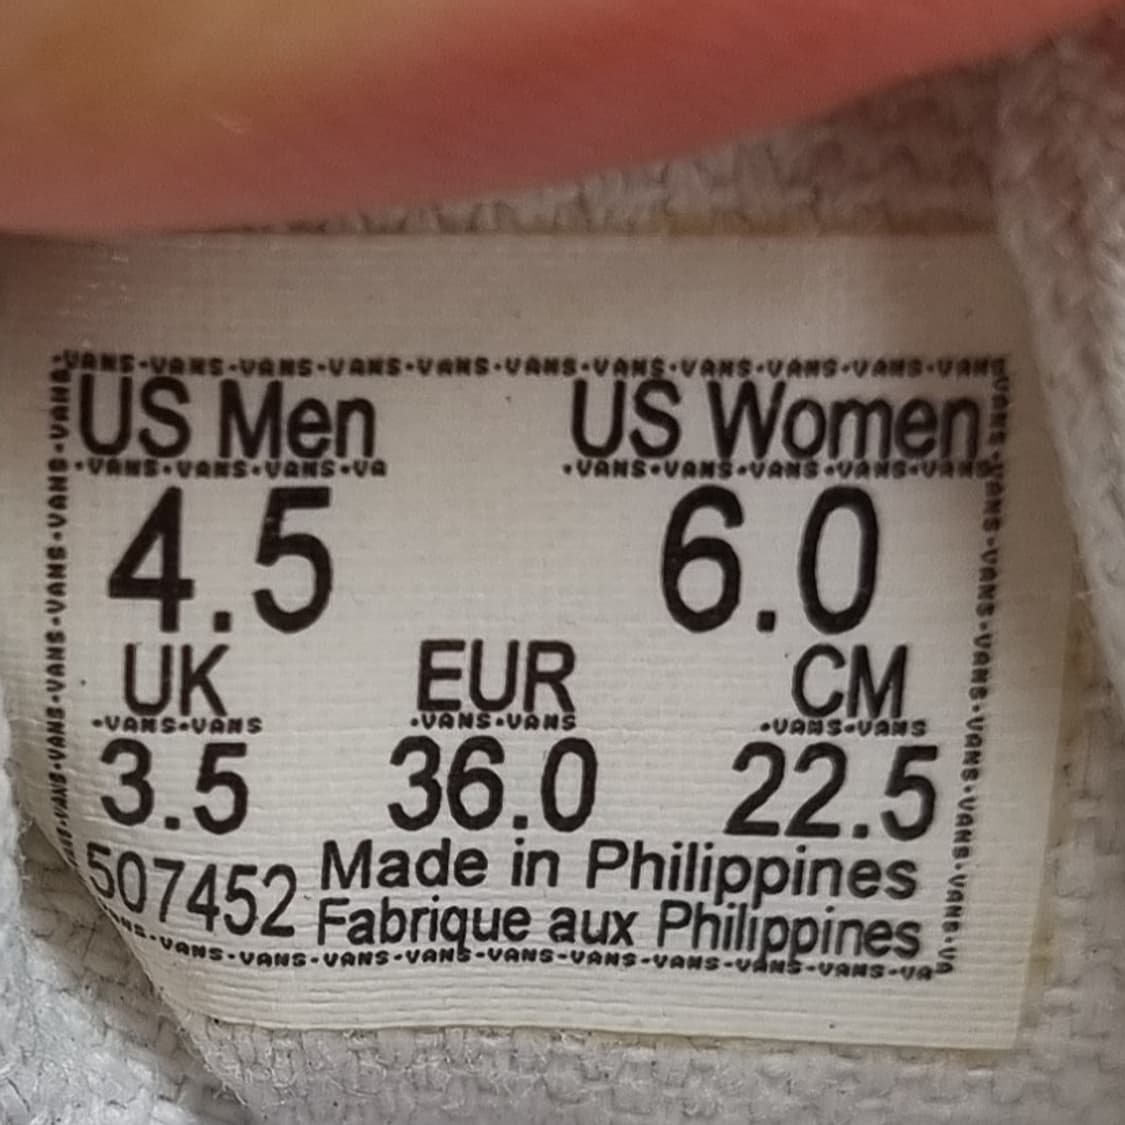 ·VANS·VANS·VANS·VANS·VANS·VANS·VANS·VANS·VANS·VANS·VANS
US Men US Women
·VANS·VANS·VANS·VA ·VANS·VANS·VANS·VANS·VANS
4.5 6.0
UK EUR CM
·VANS·VANS ·VANS·VANS ·VANS·VANS
3.5 36.0 22.5
507452 Made in Philippines
Fabrique aux Philippines
·VANS·VANS·VANS·VANS·VANS·VANS·VANS·VANS·VANS·VA